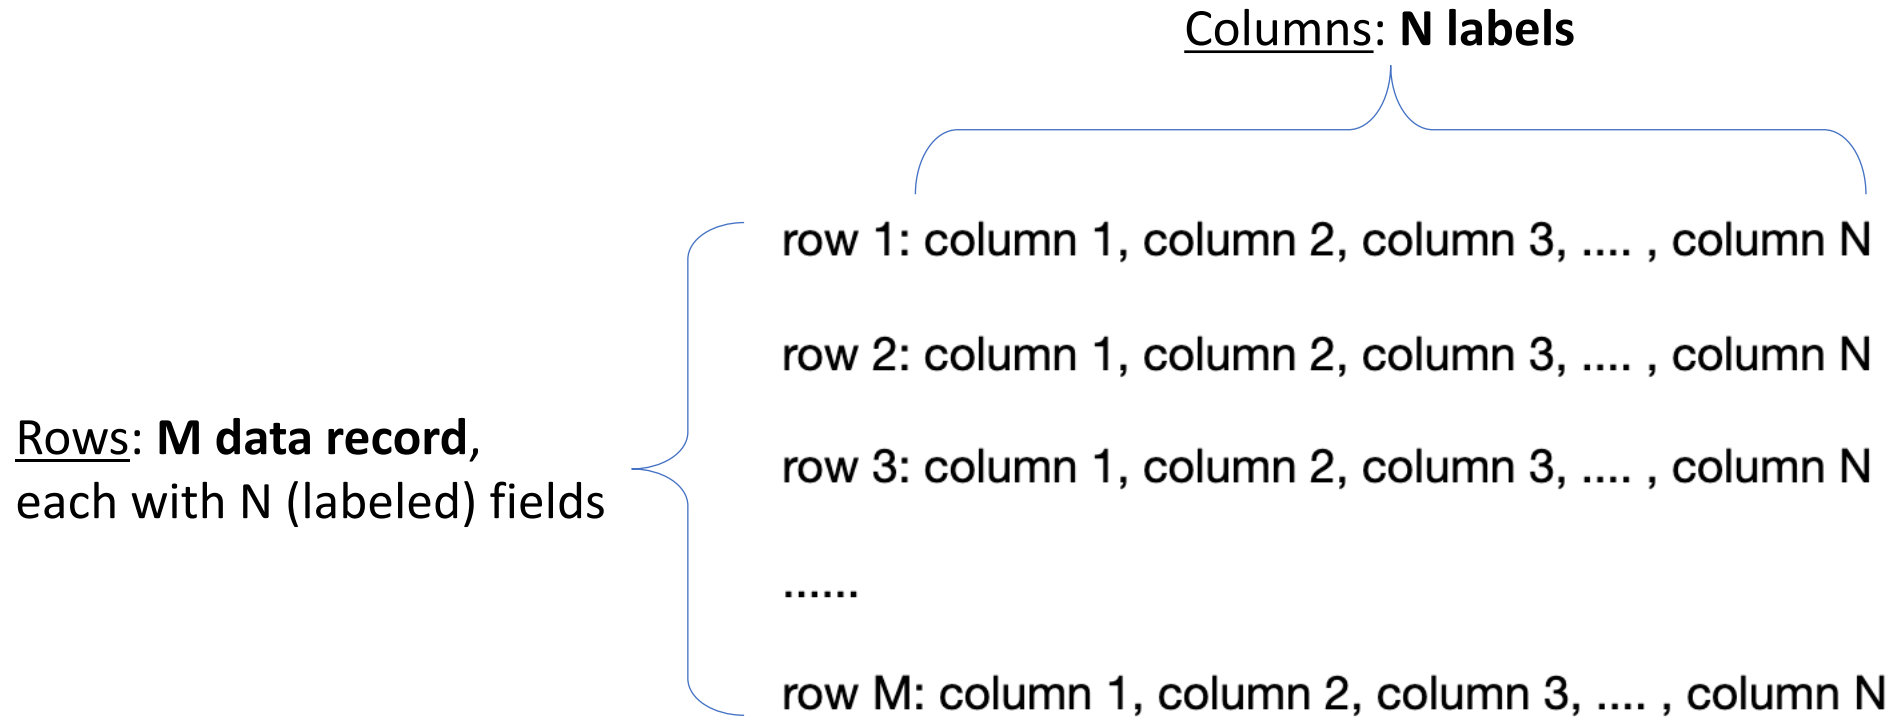 Columns: N labels
row 1: column 1, column 2, column 3, .... , column N
row 2: column 1, column 2, column 3, .... , column N
Rows: M data record,
each with N (labeled) fields
row 3: column 1, column 2, column 3, .... , column N
......
row M: column 1, column 2, column 3, .... , column N